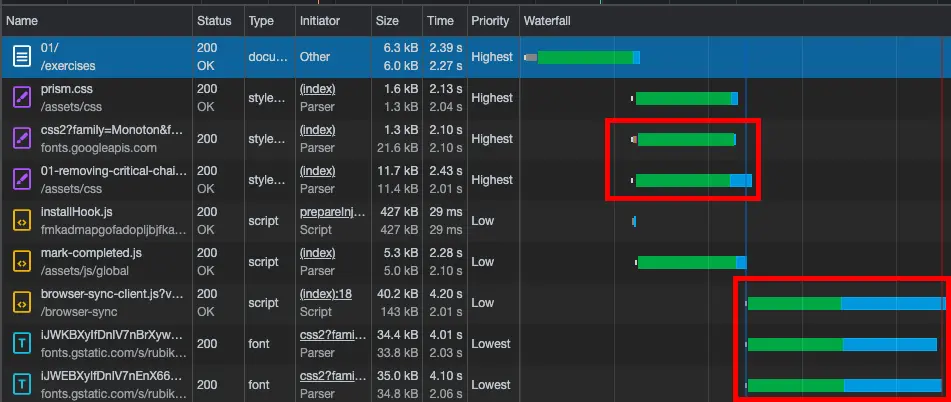 Name Status Type Initiator Size Time Priority Waterfall
01/ 200 docu... Other 6.3 kB 2.39 s Highest
/exercises OK 6.0 kB 2.27 s
prism.css 200 style... (index) 1.6 kB 2.13 s Highest
/assets/css OK Parser 1.3 kB 2.04 s
css2?family=Monoton&f... 200 style... (index) 1.3 kB 2.10 s Highest
fonts.googleapis.com OK Parser 21.6 kB 2.10 s
01-removing-critical-chai... 200 style... (index) 11.7 kB 2.43 s Highest
/assets/css OK Parser 11.4 kB 2.01 s
installHook.js 200 script prepareInj... 427 kB 29 ms Low
fmkadmapgofadopljbjfka... OK Script 427 kB 29 ms
mark-completed.js 200 script (index) 5.3 kB 2.28 s Low
/assets/js/global OK Parser 5.0 kB 2.10 s
browser-sync-client.js?v... 200 script (index):18 40.2 kB 4.20 s Low
/browser-sync OK Script 143 kB 2.01 s
iJWKBXyIfDnIV7nBrXyw... 200 font css2?fami... 34.4 kB 4.01 s Lowest
fonts.gstatic.com/s/rubik... OK Parser 33.8 kB 2.03 s
iJWEBXyIfDnIV7nEnX66... 200 font css2?fami... 35.0 kB 4.10 s Lowest
fonts.gstatic.com/s/rubik... OK Parser 34.8 kB 2.06 s